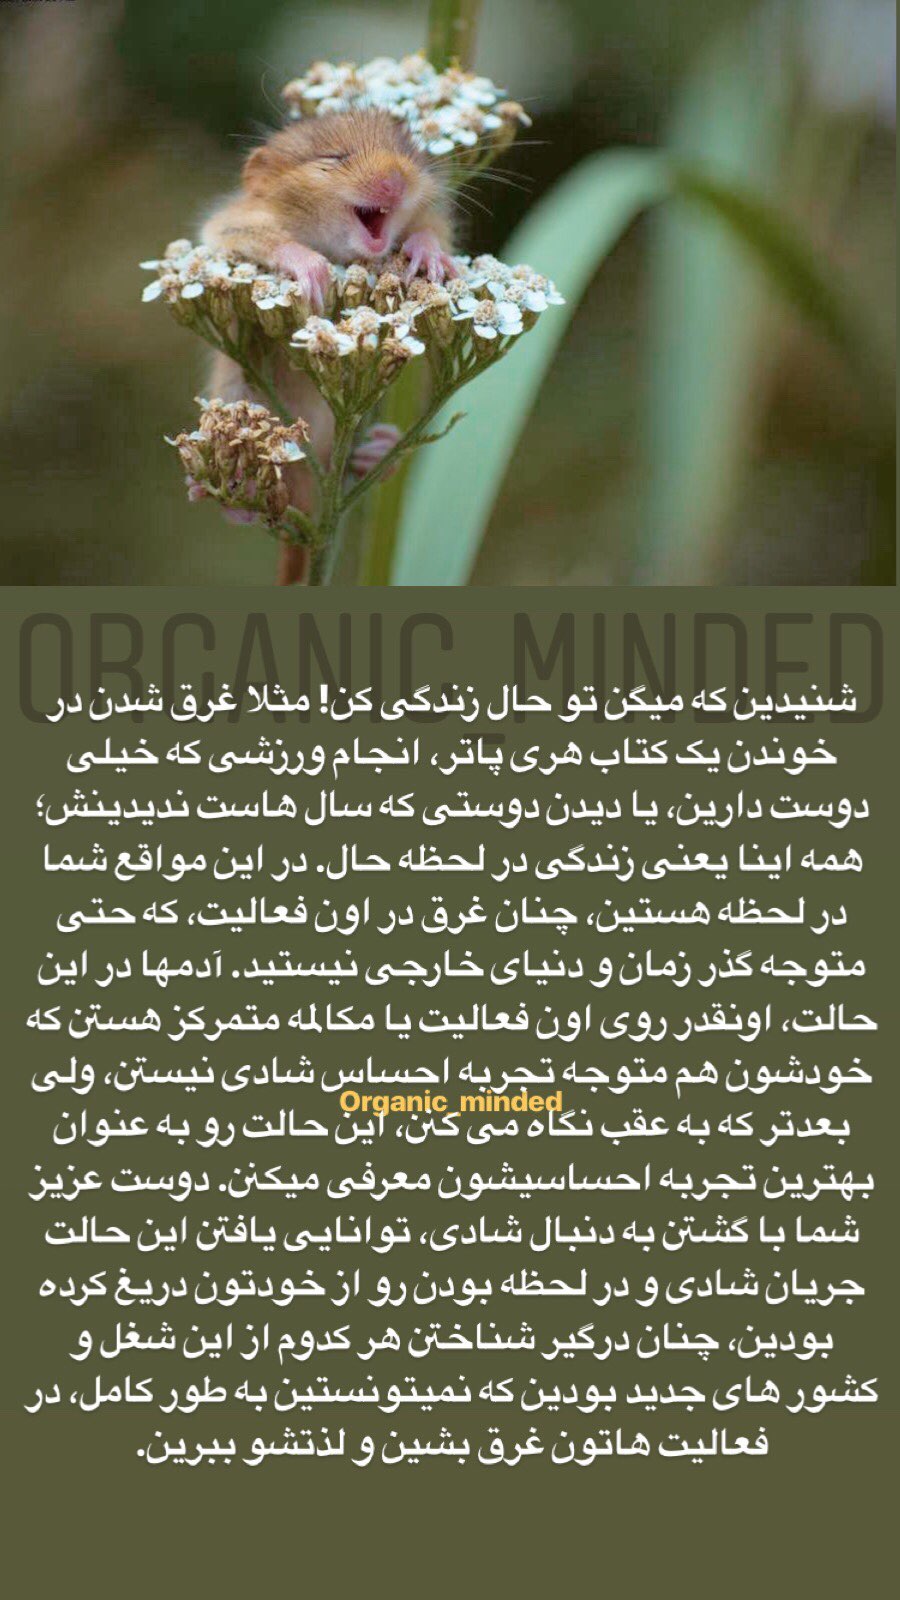 ORGANIC_MINDED
شنیدین که میگن تو حال زندگی کن! مثلا غرق شدن در
خوندن یک کتاب هری پاتر، انجام ورزشی که خیلی
دوست دارین، یا دیدن دوستی که سال هاست ندیدینش؛
همه اینا یعنی زندگی در لحظه حال. در این مواقع شما
در لحظه هستین، چنان غرق در اون فعالیت، که حتی
متوجه گذر زمان و دنیای خارجی نیستید. آدمها در این
حالت، اونقدر روی اون فعالیت یا مکالمه متمرکز هستن که
خودشون هم متوجه تجربه احساس شادی نیستن، ولی
Organic_minded
بعدتر که به عقب نگاه می کنن، این حالت رو به عنوان
بهترین تجربه احساسیشون معرفی میکنن. دوست عزیز
شما با گشتن به دنبال شادی، توانایی یافتن این حالت
جریان شادی و در لحظه بودن رو از خودتون دریغ کرده
بودین، چنان درگیر شناختن هر کدوم از این شغل و
کشور های جدید بودین که نمیتونستین به طور کامل، در
فعالیت هاتون غرق بشین و لذتشو ببرین.